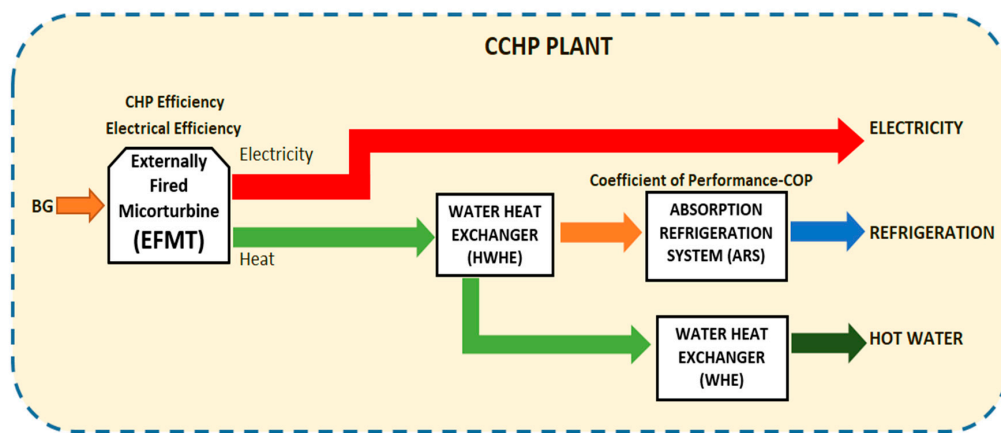 CCHP PLANT
CHP Efficiency
Electrical Efficiency
Electricity
ELECTRICITY
Externally
Fired
Micorturbine
(EFMT)
BG
Heat
Coefficient of Performance-COP
WATER HEAT
EXCHANGER
(HWHE)
ABSORPTION
REFRIGERATION
SYSTEM (ARS)
REFRIGERATION
WATER HEAT
EXCHANGER
(WHE)
HOT WATER